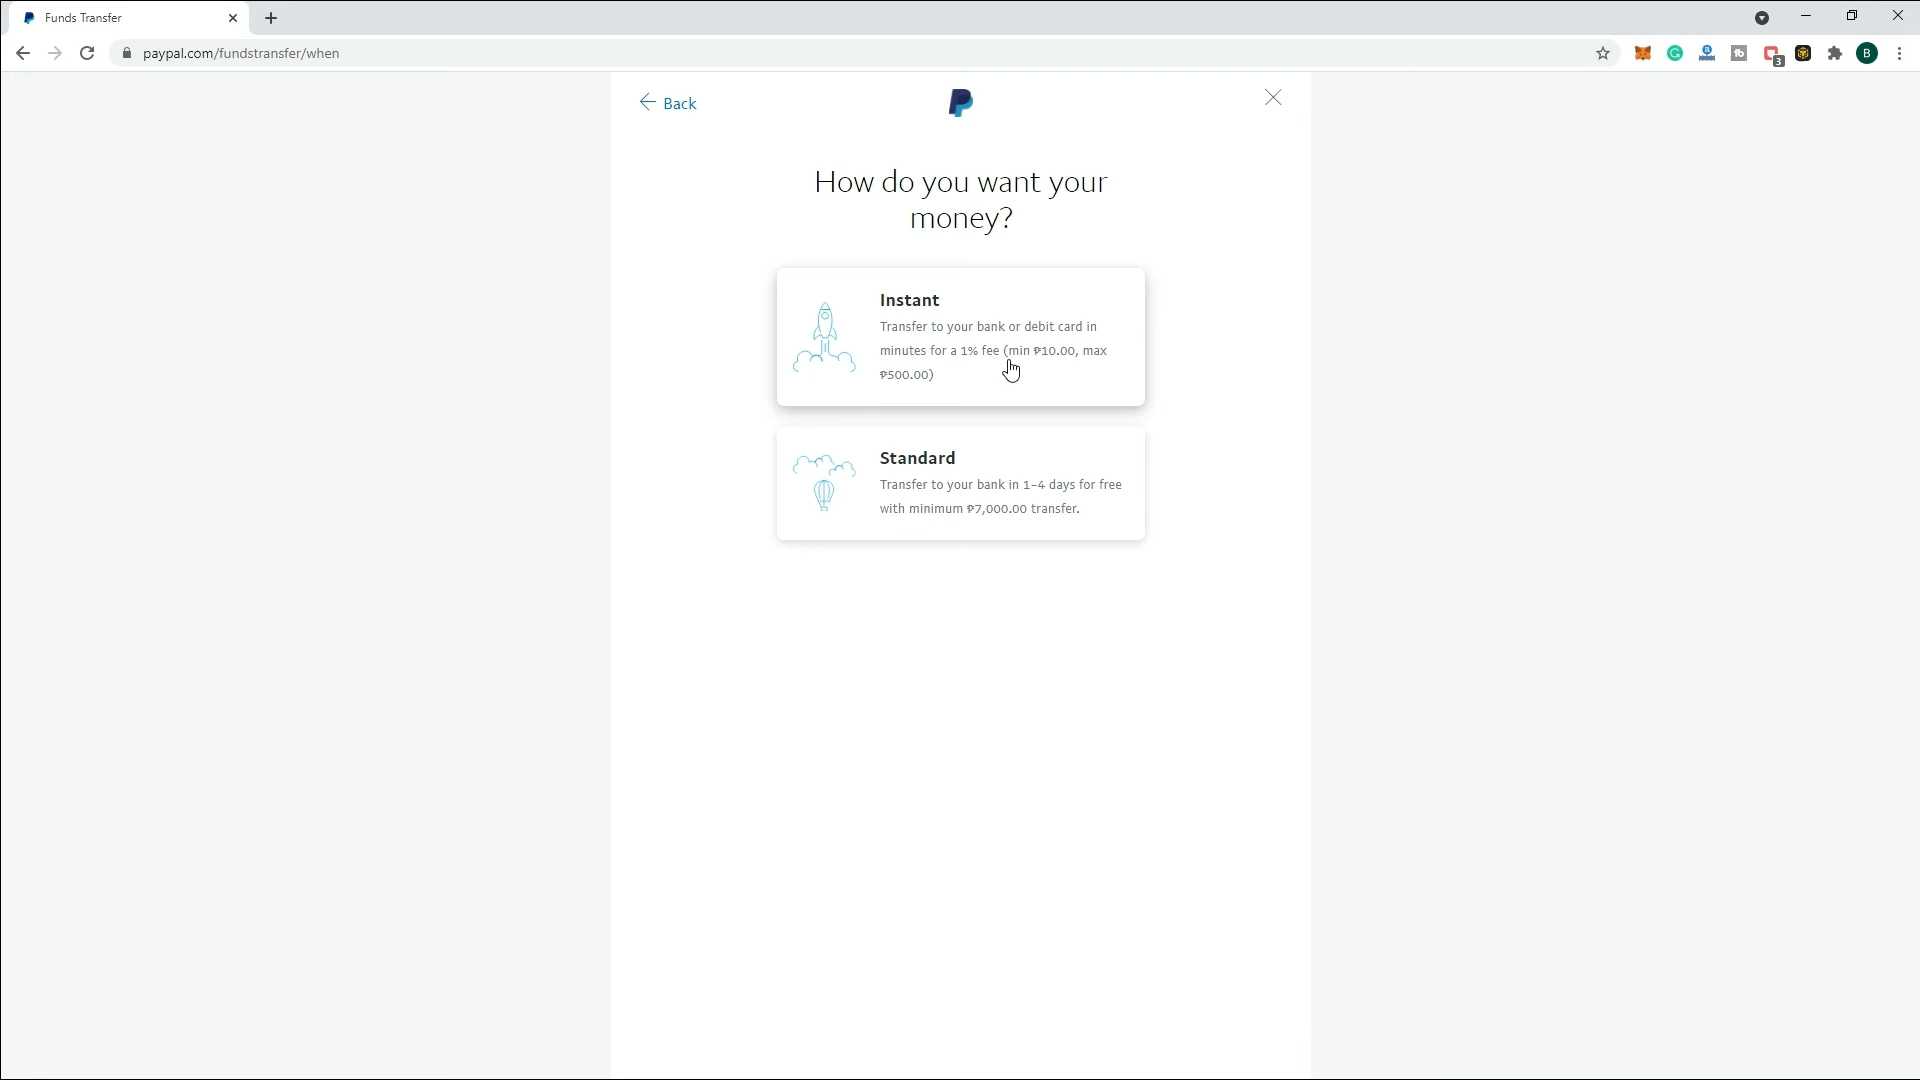 Funds Transfer
paypal.com/fundstransfer/when
3
B
Back
How do you want your
money?
Instant
Transfer to your bank or debit card in
minutes for a 1% fee (min ₱10.00, max
₱500.00)
Standard
Transfer to your bank in 1-4 days for free
with minimum ₱7,000.00 transfer.